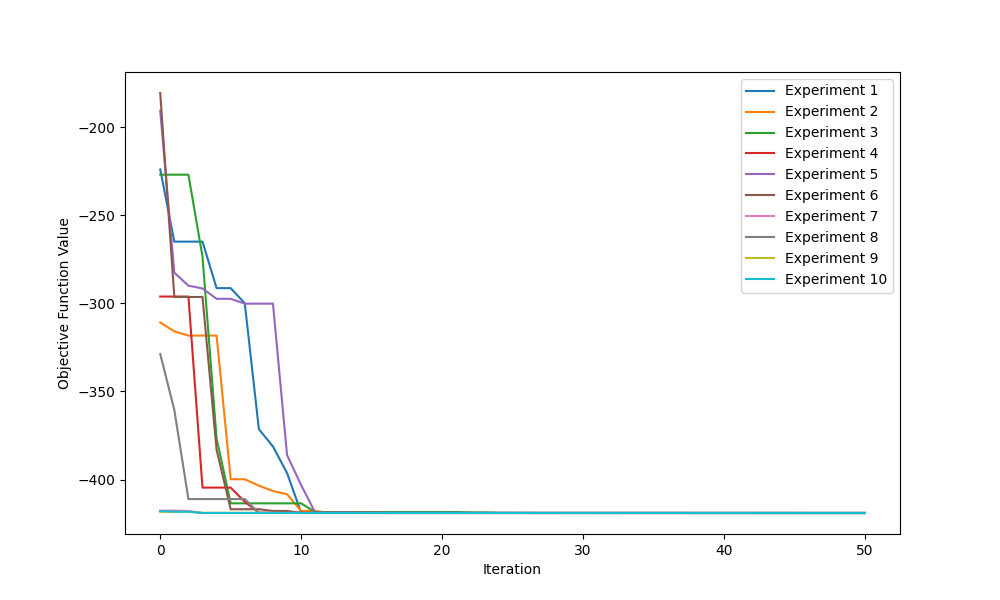 Experiment 1
Experiment 2
Experiment 3
Experiment 4
Experiment 5
Experiment 6
Experiment 7
Experiment 8
Experiment 9
Experiment 10
Objective Function Value
−200
−250
−300
−350
−400
0 10 20 30 40 50
Iteration